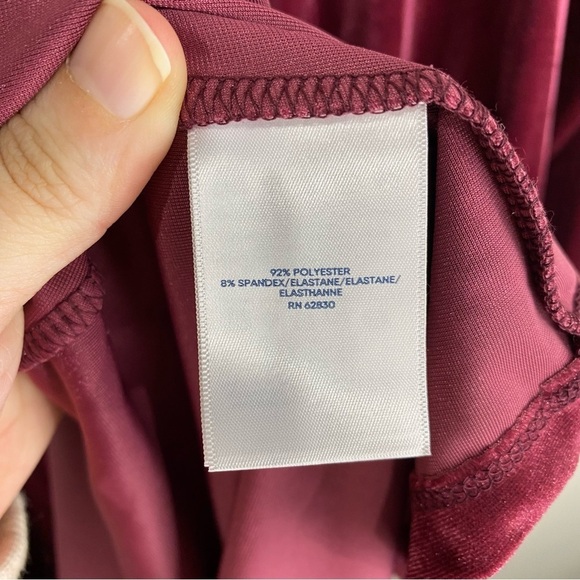 92% POLYESTER
8% SPANDEX/ELASTANE/ELASTANE/
ELASTHANNE
RN 62830